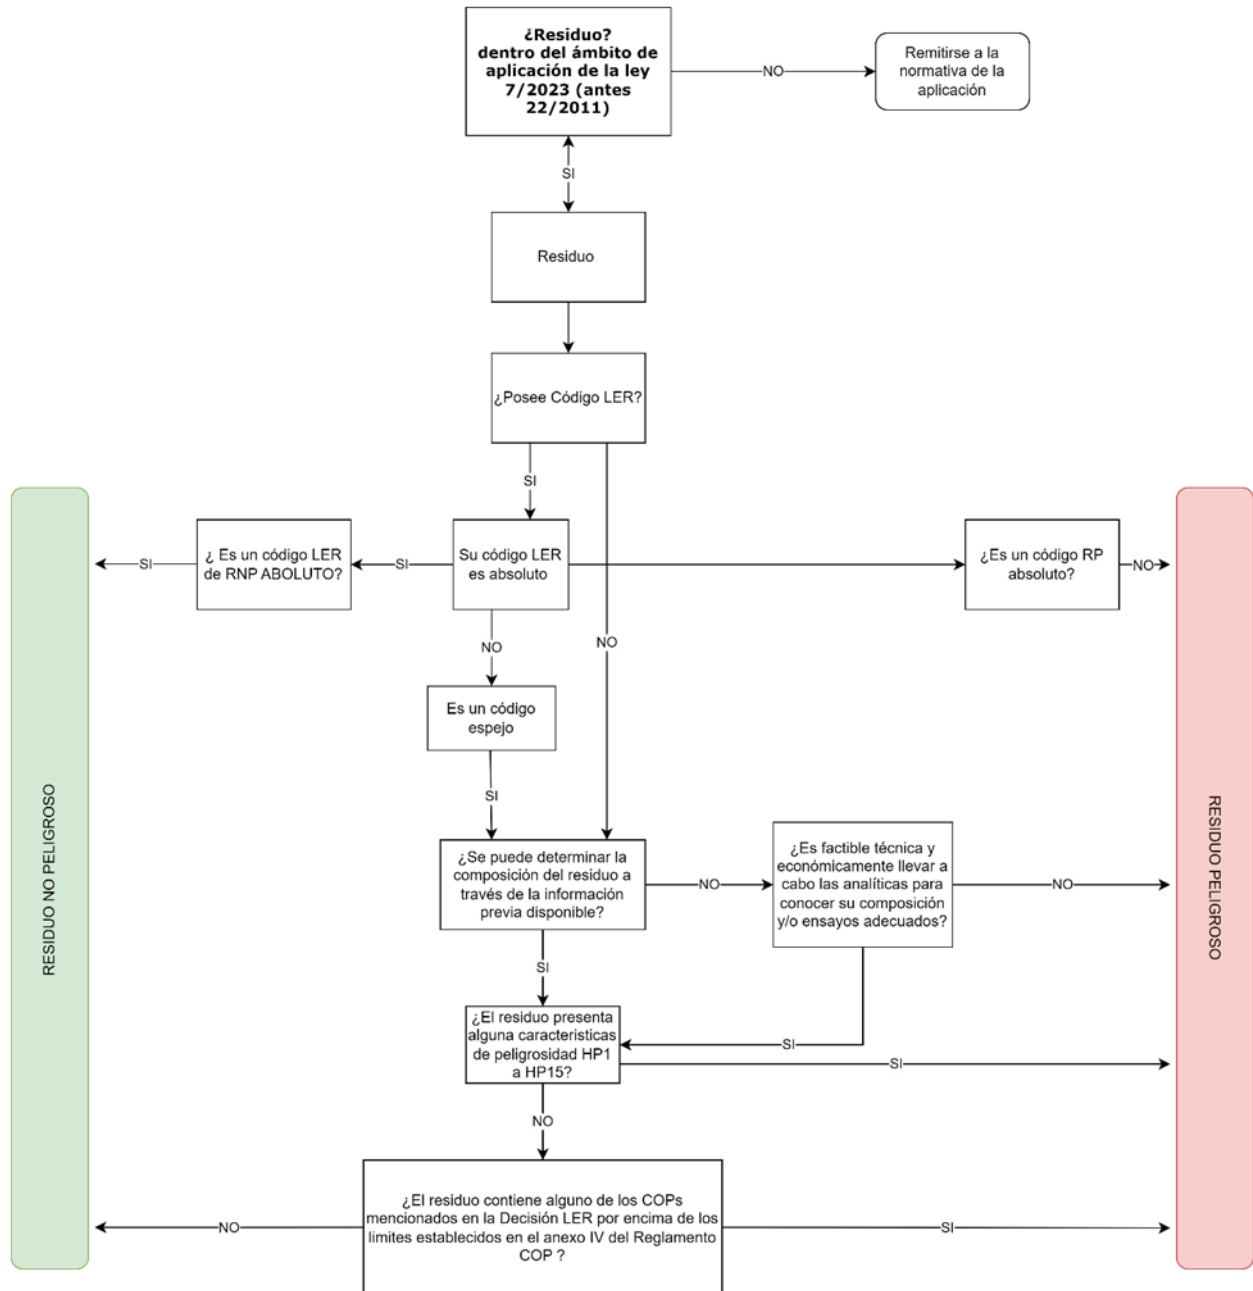 ¿Residuo?
dentro del ámbito de
aplicación de la ley
7/2023 (antes
22/2011)
NO
Remitirse a la
normativa de la
aplicación
SI
Residuo
¿Posee Código LER?
SI
NO
¿ Es un código LER
de RNP ABOLUTO?
SI
SI
Su código LER
es absoluto
¿Es un código RP
absoluto?
NO
NO
Es un código
espejo
SI
RESIDUO NO PELIGROSO
RESIDUO PELIGROSO
¿Se puede determinar la
composición del residuo a
través de la información
previa disponible?
NO
¿Es factible técnica y
económicamente llevar a
cabo las analíticas para
conocer su composición
y/o ensayos adecuados?
NO
SI
SI
¿El residuo presenta
alguna caracteristicas
de peligrosidad HP1
a HP15?
SI
NO
¿El residuo contiene alguno de los COPs
mencionados en la Decisión LER por encima de los
limites establecidos en el anexo IV del Reglamento
COP ?
NO
SI